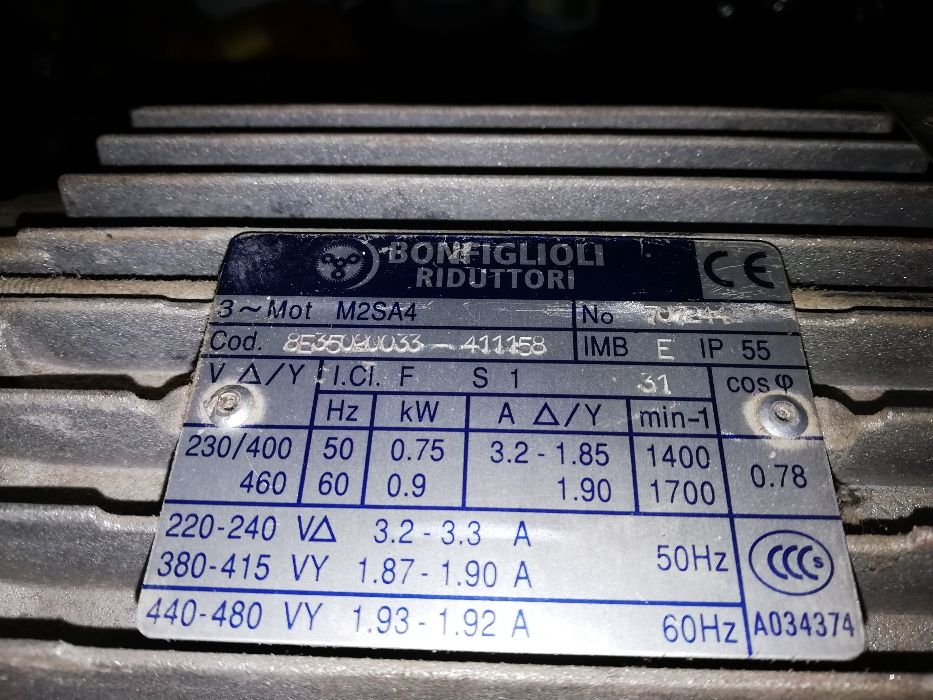 BONFIGLIOLI
RIDUTTORI
CE
3~Mot M2SA4 No
Cod. 8E35020033-411158 IMB E IP 55
V Δ/Y I.Cl. F S 1 31 cos φ
Hz kW A Δ/Y min-1
230/400 50 0.75 3.2-1.85 1400 0.78
460 60 0.9 1.90 1700
220-240 VΔ 3.2-3.3 A 50Hz
380-415 VY 1.87-1.90 A
CCC S
440-480 VY 1.93-1.92 A 60Hz A034374